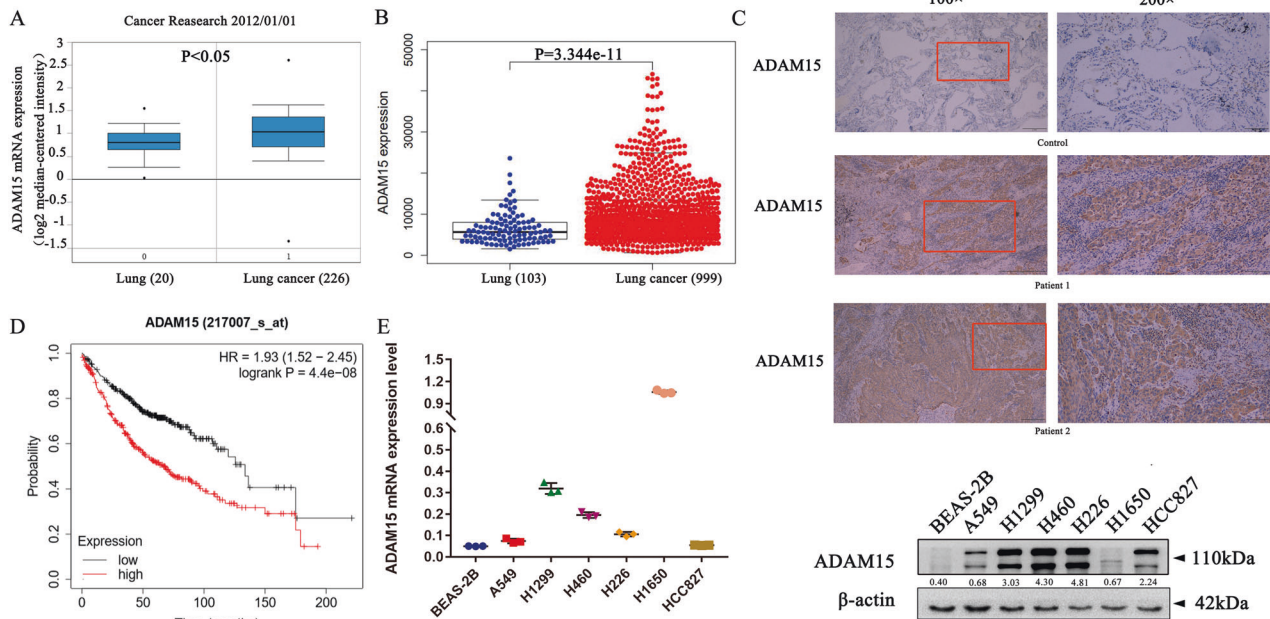 A
Cancer Reasearch 2012/01/01
P<0.05
ADAM15 mRNA expression
(log2 median-centered intensity)
3
2.5
2
1.5
1
0.5
0
-0.5
-1
-1.5
0
1
Lung (20)
Lung cancer (226)
B
P=3.344e-11
ADAM15 expression
50000
30000
10000
0
Lung (103)
Lung cancer (999)
C
ADAM15
Control
ADAM15
Patient 1
ADAM15
Patient 2
D
ADAM15 (217007_s_at)
HR = 1.93 (1.52 − 2.45)
logrank P = 4.4e−08
Probability
1.0
0.8
0.6
0.4
0.2
0.0
Expression
low
high
0
50
100
150
200
E
ADAM15 mRNA expression level
1.5
1.2
0.9
0.6
0.4
0.3
0.2
0.1
0.0
BEAS-2B
A549
H1299
H460
H226
H1650
HCC827
BEAS-2B
A549
H1299
H460
H226
H1650
HCC827
ADAM15
110kDa
0.40 0.68 3.03 4.30 4.81 0.67 2.24
β-actin
42kDa